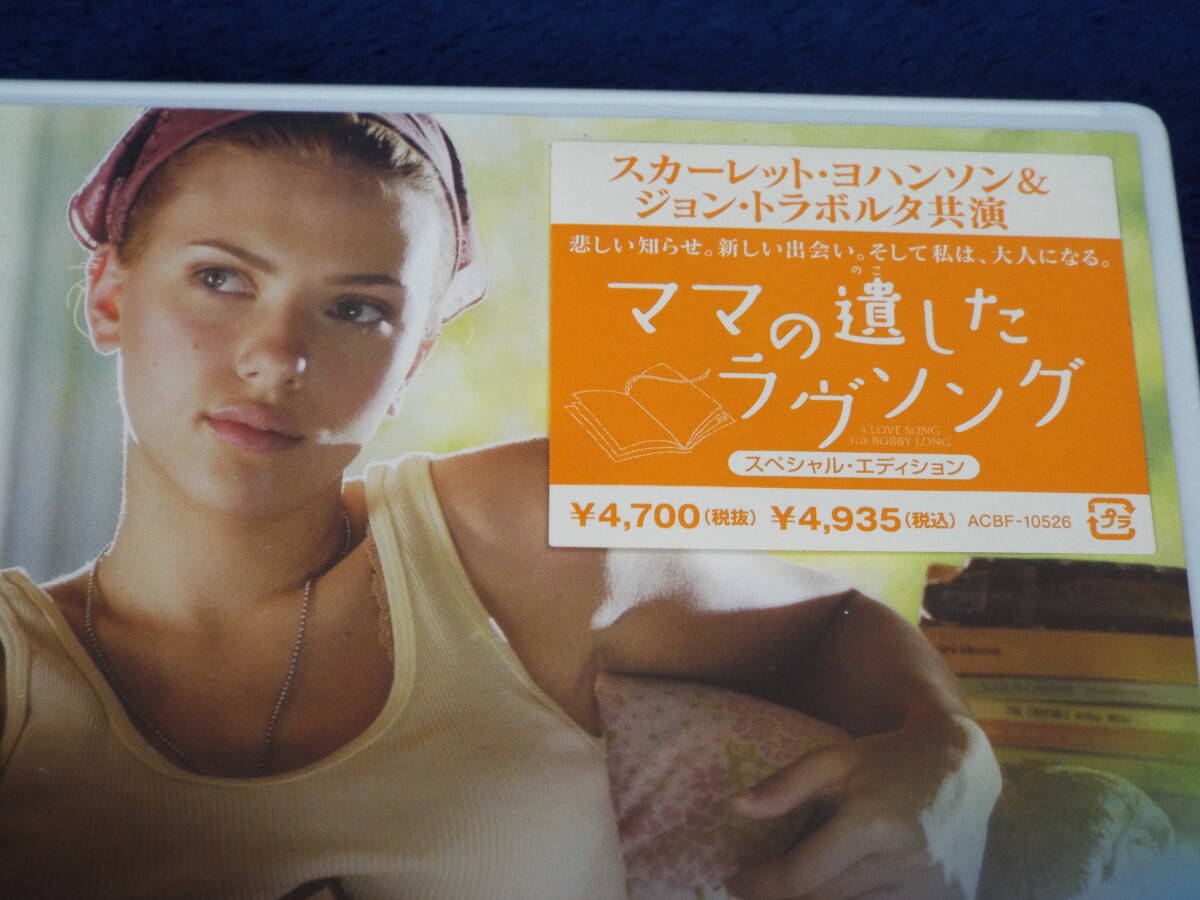 スカーレット・ヨハンソン&
ジョン・トラボルタ共演
悲しい知らせ。新しい出会い。そして私は、大人になる。
のこ
ママの遺した
ラヴソング
A LOVE SONG
FOR BOBBY LONG
スペシャル・エディション
¥4,700(税抜) ¥4,935(税込) ACBF-10526
プラ